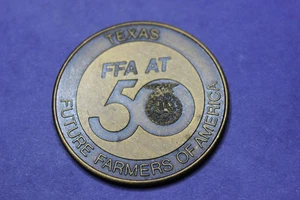 TEXAS
FFA AT
50
FUTURE FARMERS OF AMERICA